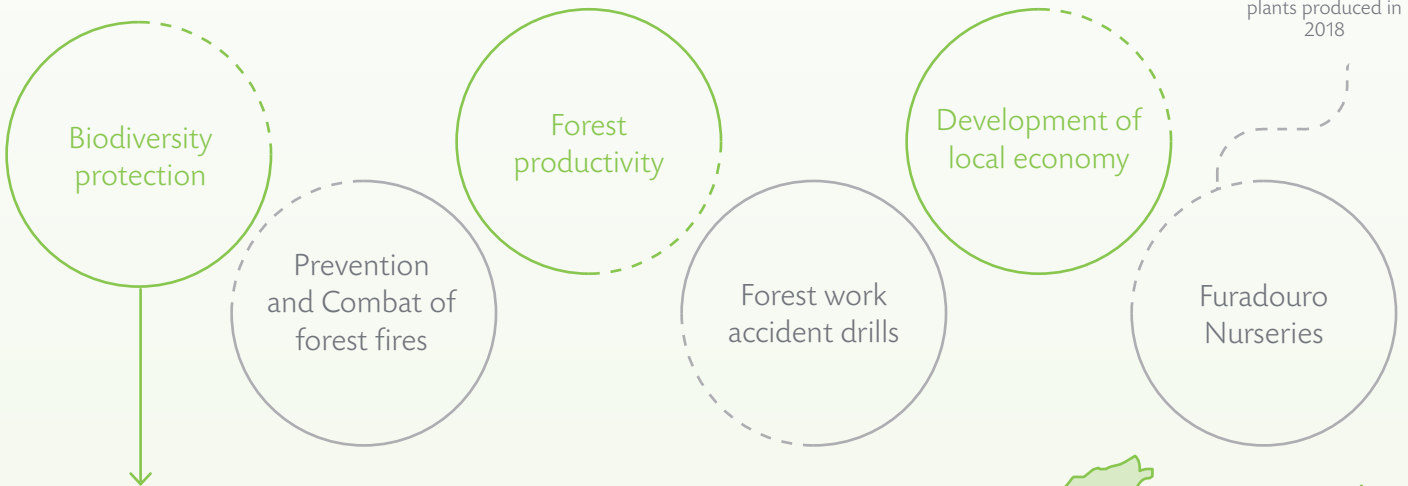 plants produced in
2018
Biodiversity
protection
Forest
productivity
Development of
local economy
Prevention
and Combat of
forest fires
Forest work
accident drills
Furadouro
Nurseries